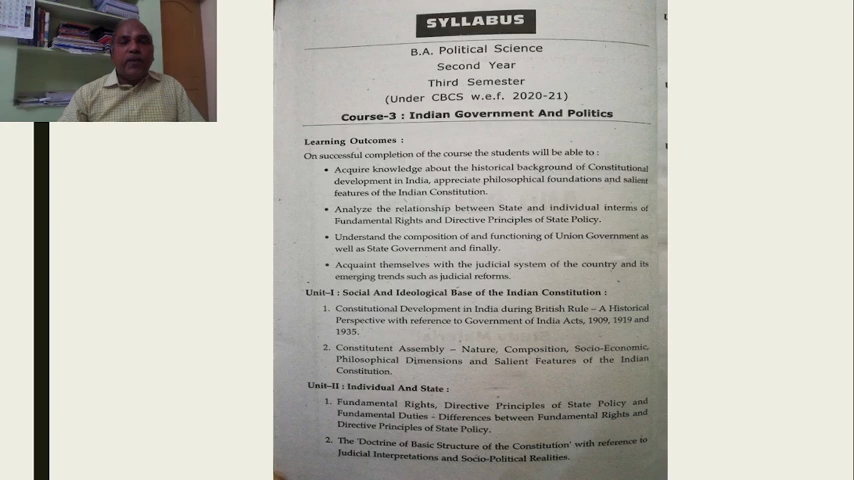 SYLLABUS
B.A. Political Science
Second Year
Third Semester
(Under CBCS w.e.f. 2020-21)
Course-3 : Indian Government And Politics
Learning Outcomes :
On successful completion of the course the students will be able to :
• Acquire knowledge about the historical background of Constitutional
development in India, appreciate philosophical foundations and salient
features of the Indian Constitution.
• Analyze the relationship between State and individual interms of
Fundamental Rights and Directive Principles of State Policy.
• Understand the composition of and functioning of Union Government as
well as State Government and finally.
• Acquaint themselves with the judicial system of the country and its
emerging trends such as judicial reforms.
Unit-I : Social And Ideological Base of the Indian Constitution :
1. Constitutional Development in India during British Rule – A Historical
Perspective with reference to Government of India Acts, 1909, 1919 and
1935.
2. Constitutent Assembly – Nature, Composition, Socio-Economic,
Philosophical Dimensions and Salient Features of the Indian
Constitution.
Unit-II : Individual And State :
1. Fundamental Rights, Directive Principles of State Policy and
Fundamental Duties - Differences between Fundamental Rights and
Directive Principles of State Policy.
2. The 'Doctrine of Basic Structure of the Constitution' with reference to
Judicial Interpretations and Socio-Political Realities.